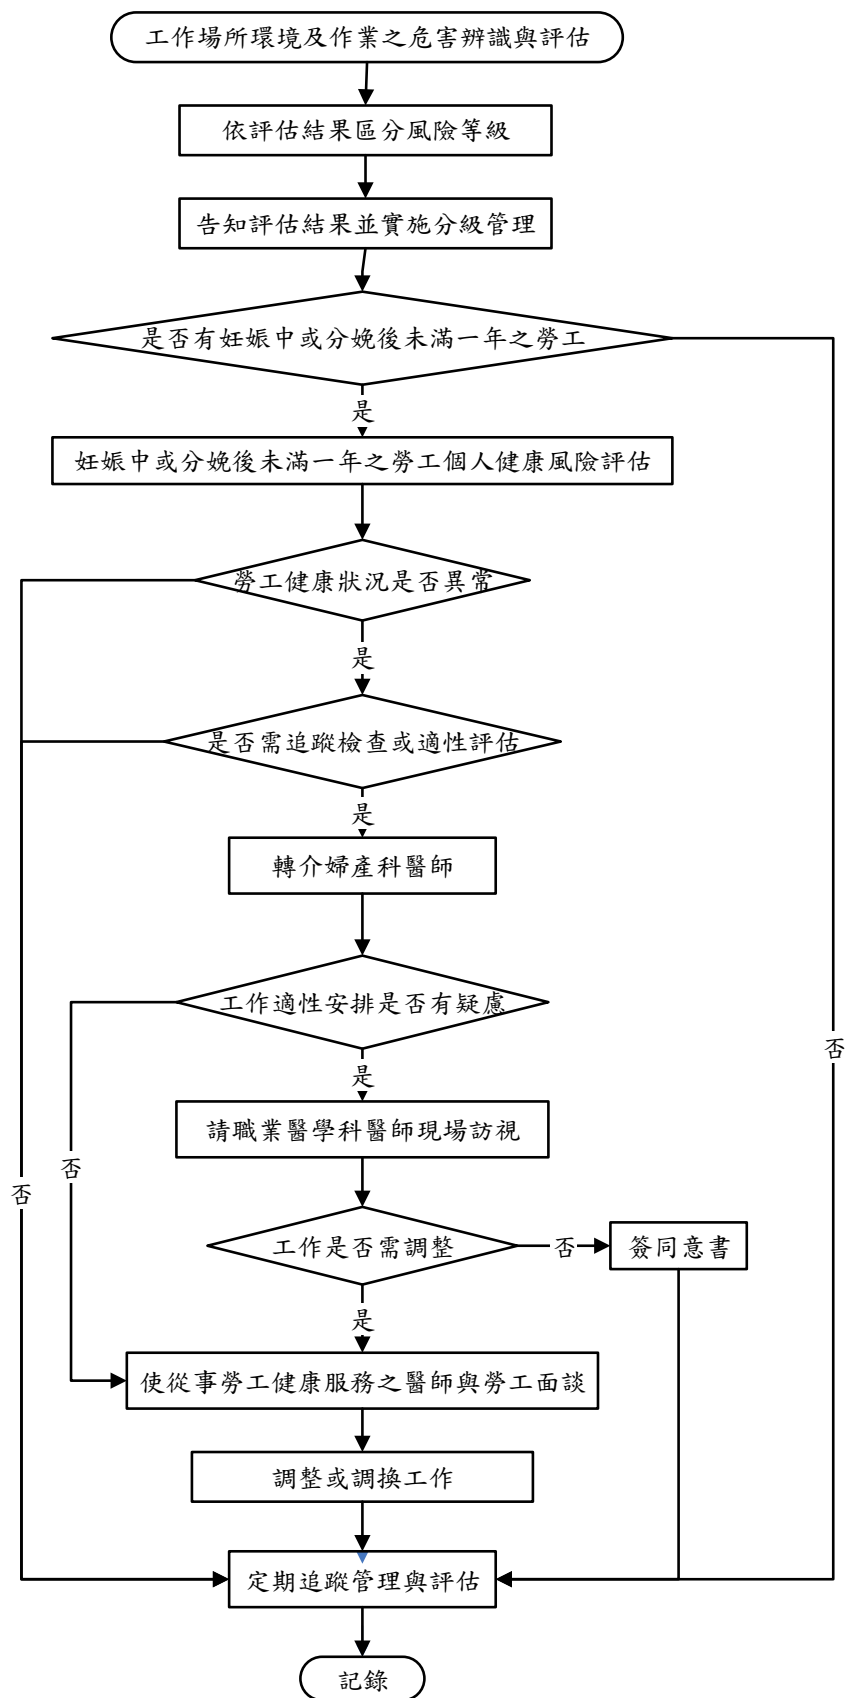 工作場所環境及作業之危害辨識與評估
依評估結果區分風險等級
告知評估結果並實施分級管理
是否有妊娠中或分娩後未滿一年之勞工
是
妊娠中或分娩後未滿一年之勞工個人健康風險評估
勞工健康狀況是否異常
是
是否需追蹤檢查或適性評估
是
轉介婦產科醫師
工作適性安排是否有疑慮
否
是
請職業醫學科醫師現場訪視
否
否
工作是否需調整
否
簽同意書
是
使從事勞工健康服務之醫師與勞工面談
調整或調換工作
定期追蹤管理與評估
記錄